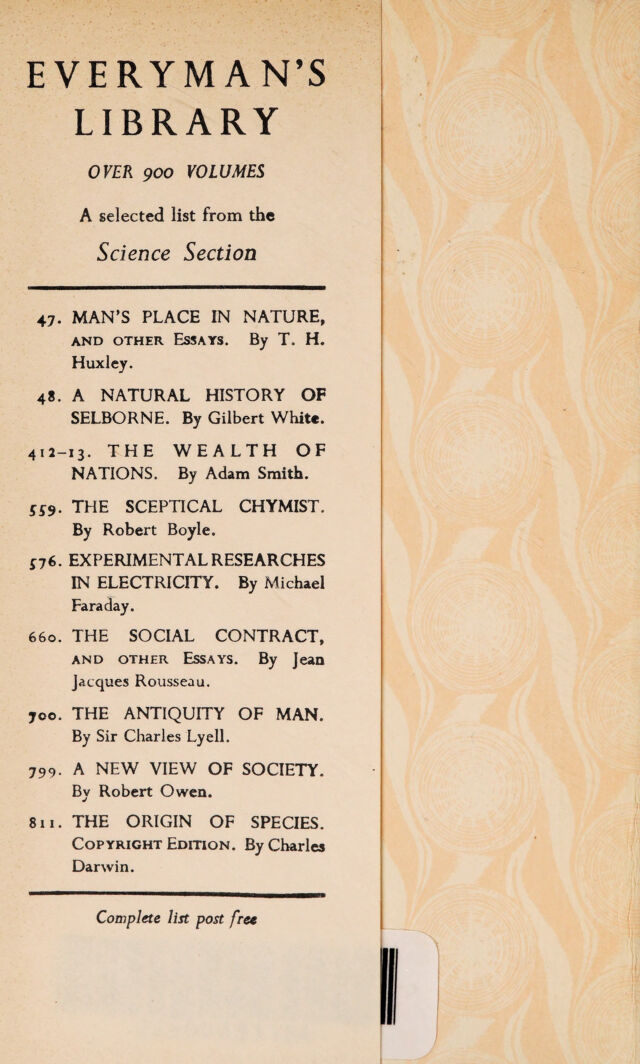 EVERYMAN'S
LIBRARY
OVER 900 VOLUMES
A selected list from the
Science Section
47. MAN'S PLACE IN NATURE,
AND OTHER ESSAYS. By T. H.
Huxley.
48. A NATURAL HISTORY OF
SELBORNE. By Gilbert White.
412–13. THE WEALTH OF
NATIONS. By Adam Smith.
559. THE SCEPTICAL CHYMIST.
By Robert Boyle.
576. EXPERIMENTAL RESEARCHES
IN ELECTRICITY. By Michael
Faraday.
660. THE SOCIAL CONTRACT,
AND OTHER ESSAYS. By Jean
Jacques Rousseau.
700. THE ANTIQUITY OF MAN.
By Sir Charles Lyell.
799. A NEW VIEW OF SOCIETY.
By Robert Owen.
811. THE ORIGIN OF SPECIES.
COPYRIGHT EDITION. By Charles
Darwin.
Complete list post free